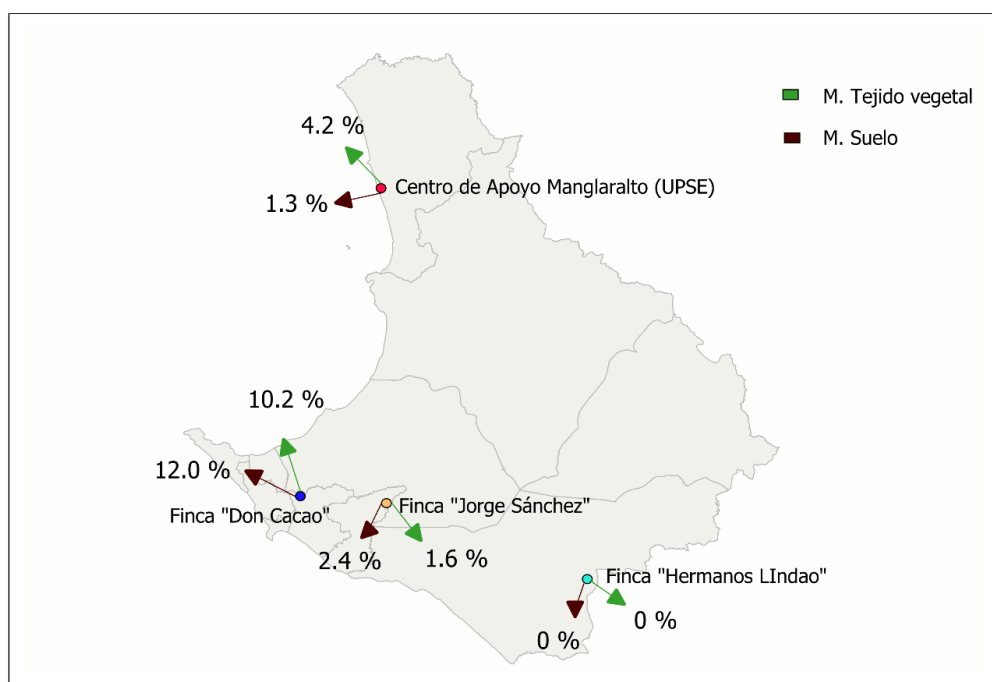 M. Tejido vegetal
M. Suelo
4.2 %
Centro de Apoyo Manglaralto (UPSE)
1.3 %
10.2 %
12.0 %
Finca "Don Cacao"
Finca "Jorge Sánchez"
2.4 %
1.6 %
Finca "Hermanos LIndao"
0 %
0 %